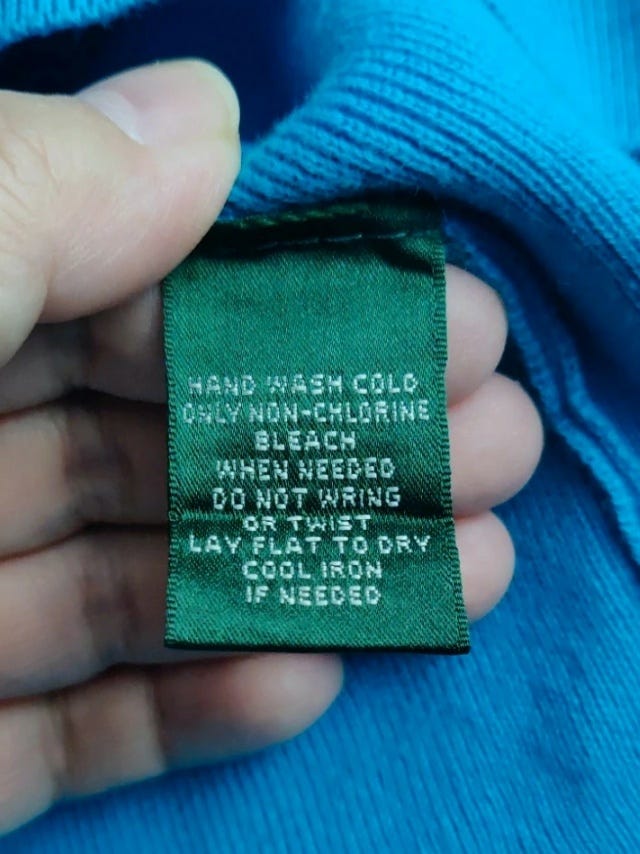 HAND WASH COLD
ONLY NON-CHLORINE
BLEACH
WHEN NEEDED
DO NOT WRING
OR TWIST
LAY FLAT TO DRY
COOL IRON
IF NEEDED